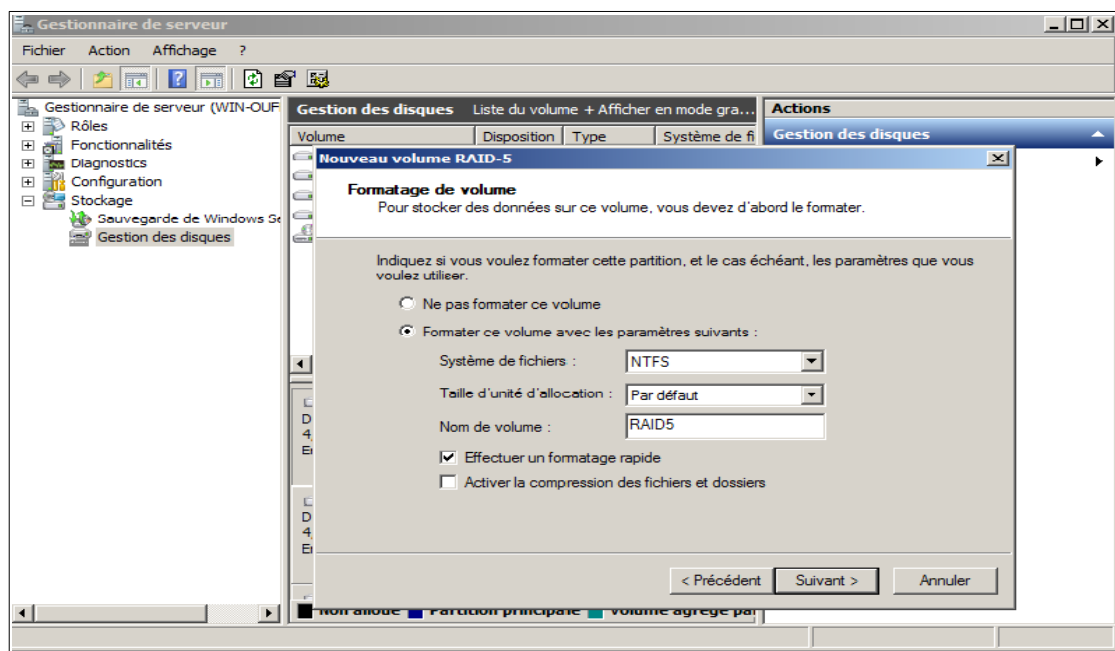 Gestionnaire de serveur
Fichier Action Affichage ?
Gestionnaire de serveur (WIN-OUF
Rôles
Fonctionnalités
Diagnostics
Configuration
Stockage
Sauvegarde de Windows Se
Gestion des disques
Gestion des disques Liste du volume + Afficher en mode gra...
Volume Disposition Type Système de fi
Actions
Gestion des disques
Nouveau volume RAID-5
Formatage de volume
Pour stocker des données sur ce volume, vous devez d'abord le formater.
Indiquez si vous voulez formater cette partition, et le cas échéant, les paramètres que vous
voulez utiliser.
Ne pas formater ce volume
Formater ce volume avec les paramètres suivants :
Système de fichiers : NTFS
Taille d'unité d'allocation : Par défaut
Nom de volume : RAID5
Effectuer un formatage rapide
Activer la compression des fichiers et dossiers
< Précédent Suivant > Annuler
D
4,
D
4,
Non alloué Partition principale Volume agrégé pa